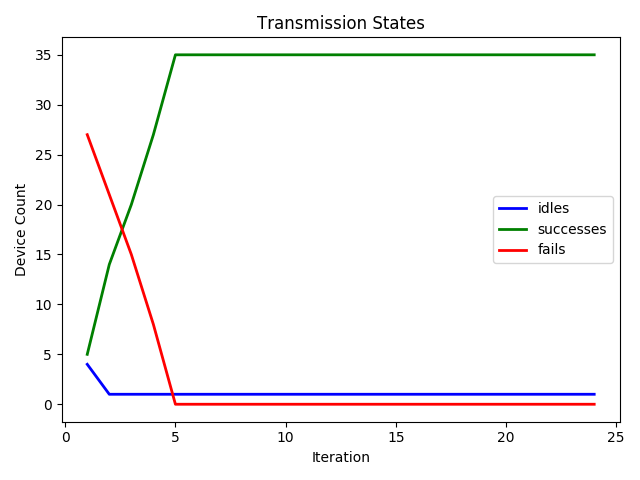 Transmission States
Device Count
35
30
25
20
15
10
5
0
idles
successes
fails
0 5 10 15 20 25
Iteration